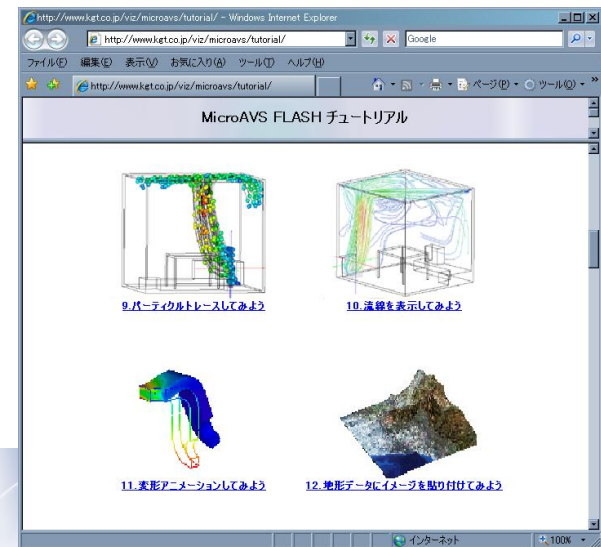 http://www.kgt.co.jp/viz/microavs/tutorial/ - Windows Internet Explorer
http://www.kgt.co.jp/viz/microavs/tutorial/
Google
ファイル(F) 編集(E) 表示(V) お気に入り(A) ツール(T) ヘルプ(H)
http://www.kgt.co.jp/viz/microavs/tutorial/
ページ(P) ツール(O) »
MicroAVS FLASH チュートリアル
9.パーティクルトレースしてみよう
10.流線を表示してみよう
11.変形アニメーションしてみよう
12.地形データにイメージを貼り付けてみよう
インターネット
100%